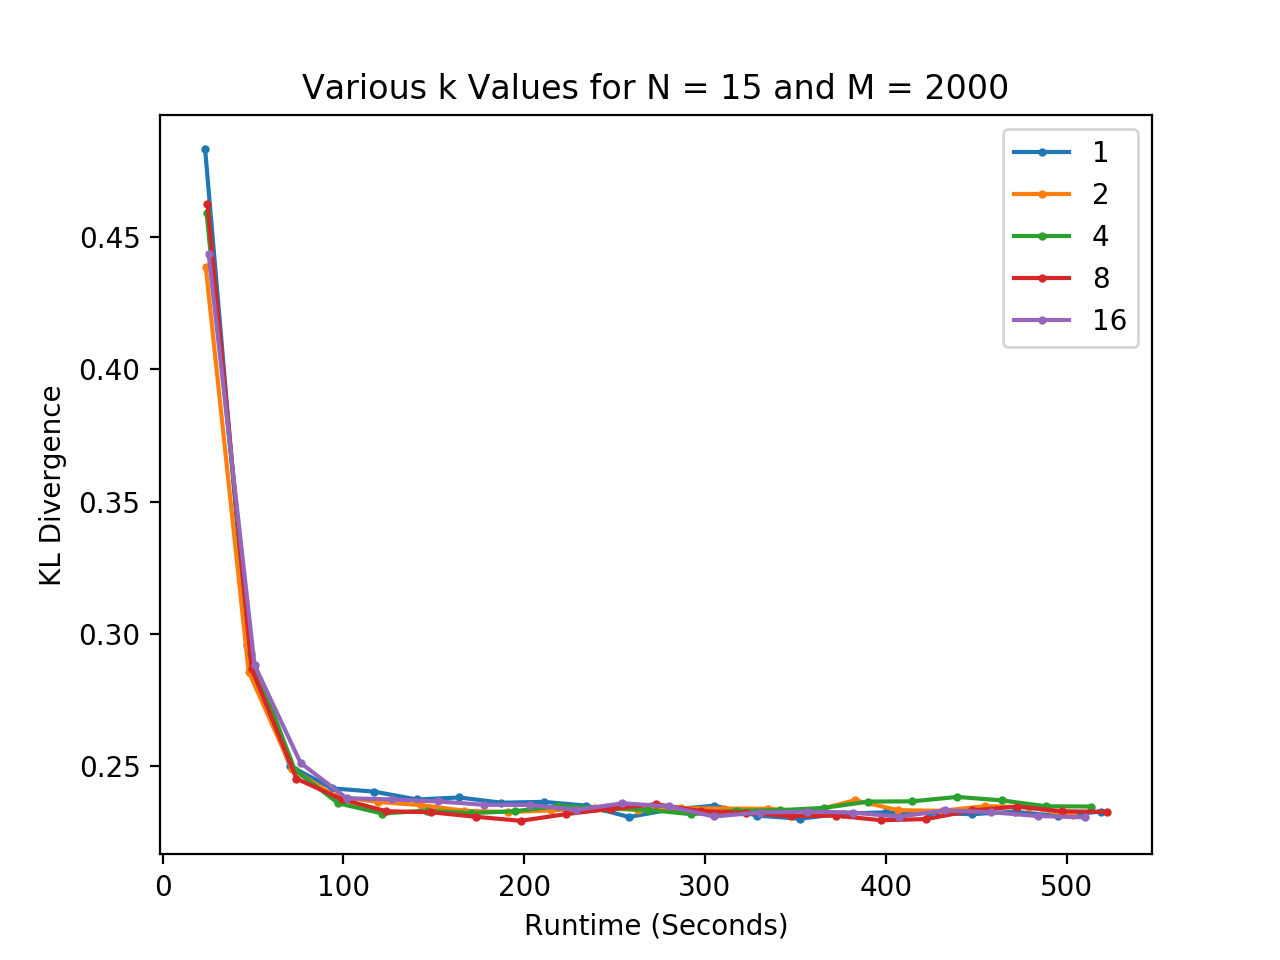 Various k Values for N = 15 and M = 2000
1
2
4
8
16
0.45
0.40
0.35
0.30
0.25
KL Divergence
0 100 200 300 400 500
Runtime (Seconds)